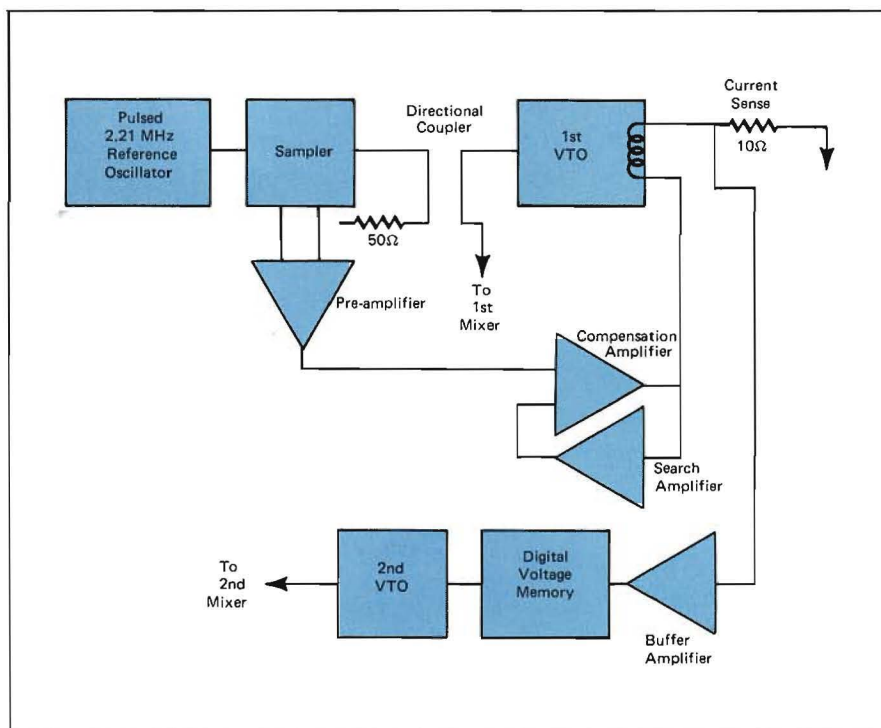 Pulsed
2.21 MHz
Reference
Oscillator
Sampler
Directional
Coupler
1st
VTO
Current
Sense
10Ω
50Ω
Pre-amplifier
To
1st
Mixer
Compensation
Amplifier
Search
Amplifier
To
2nd
Mixer
2nd
VTO
Digital
Voltage
Memory
Buffer
Amplifier